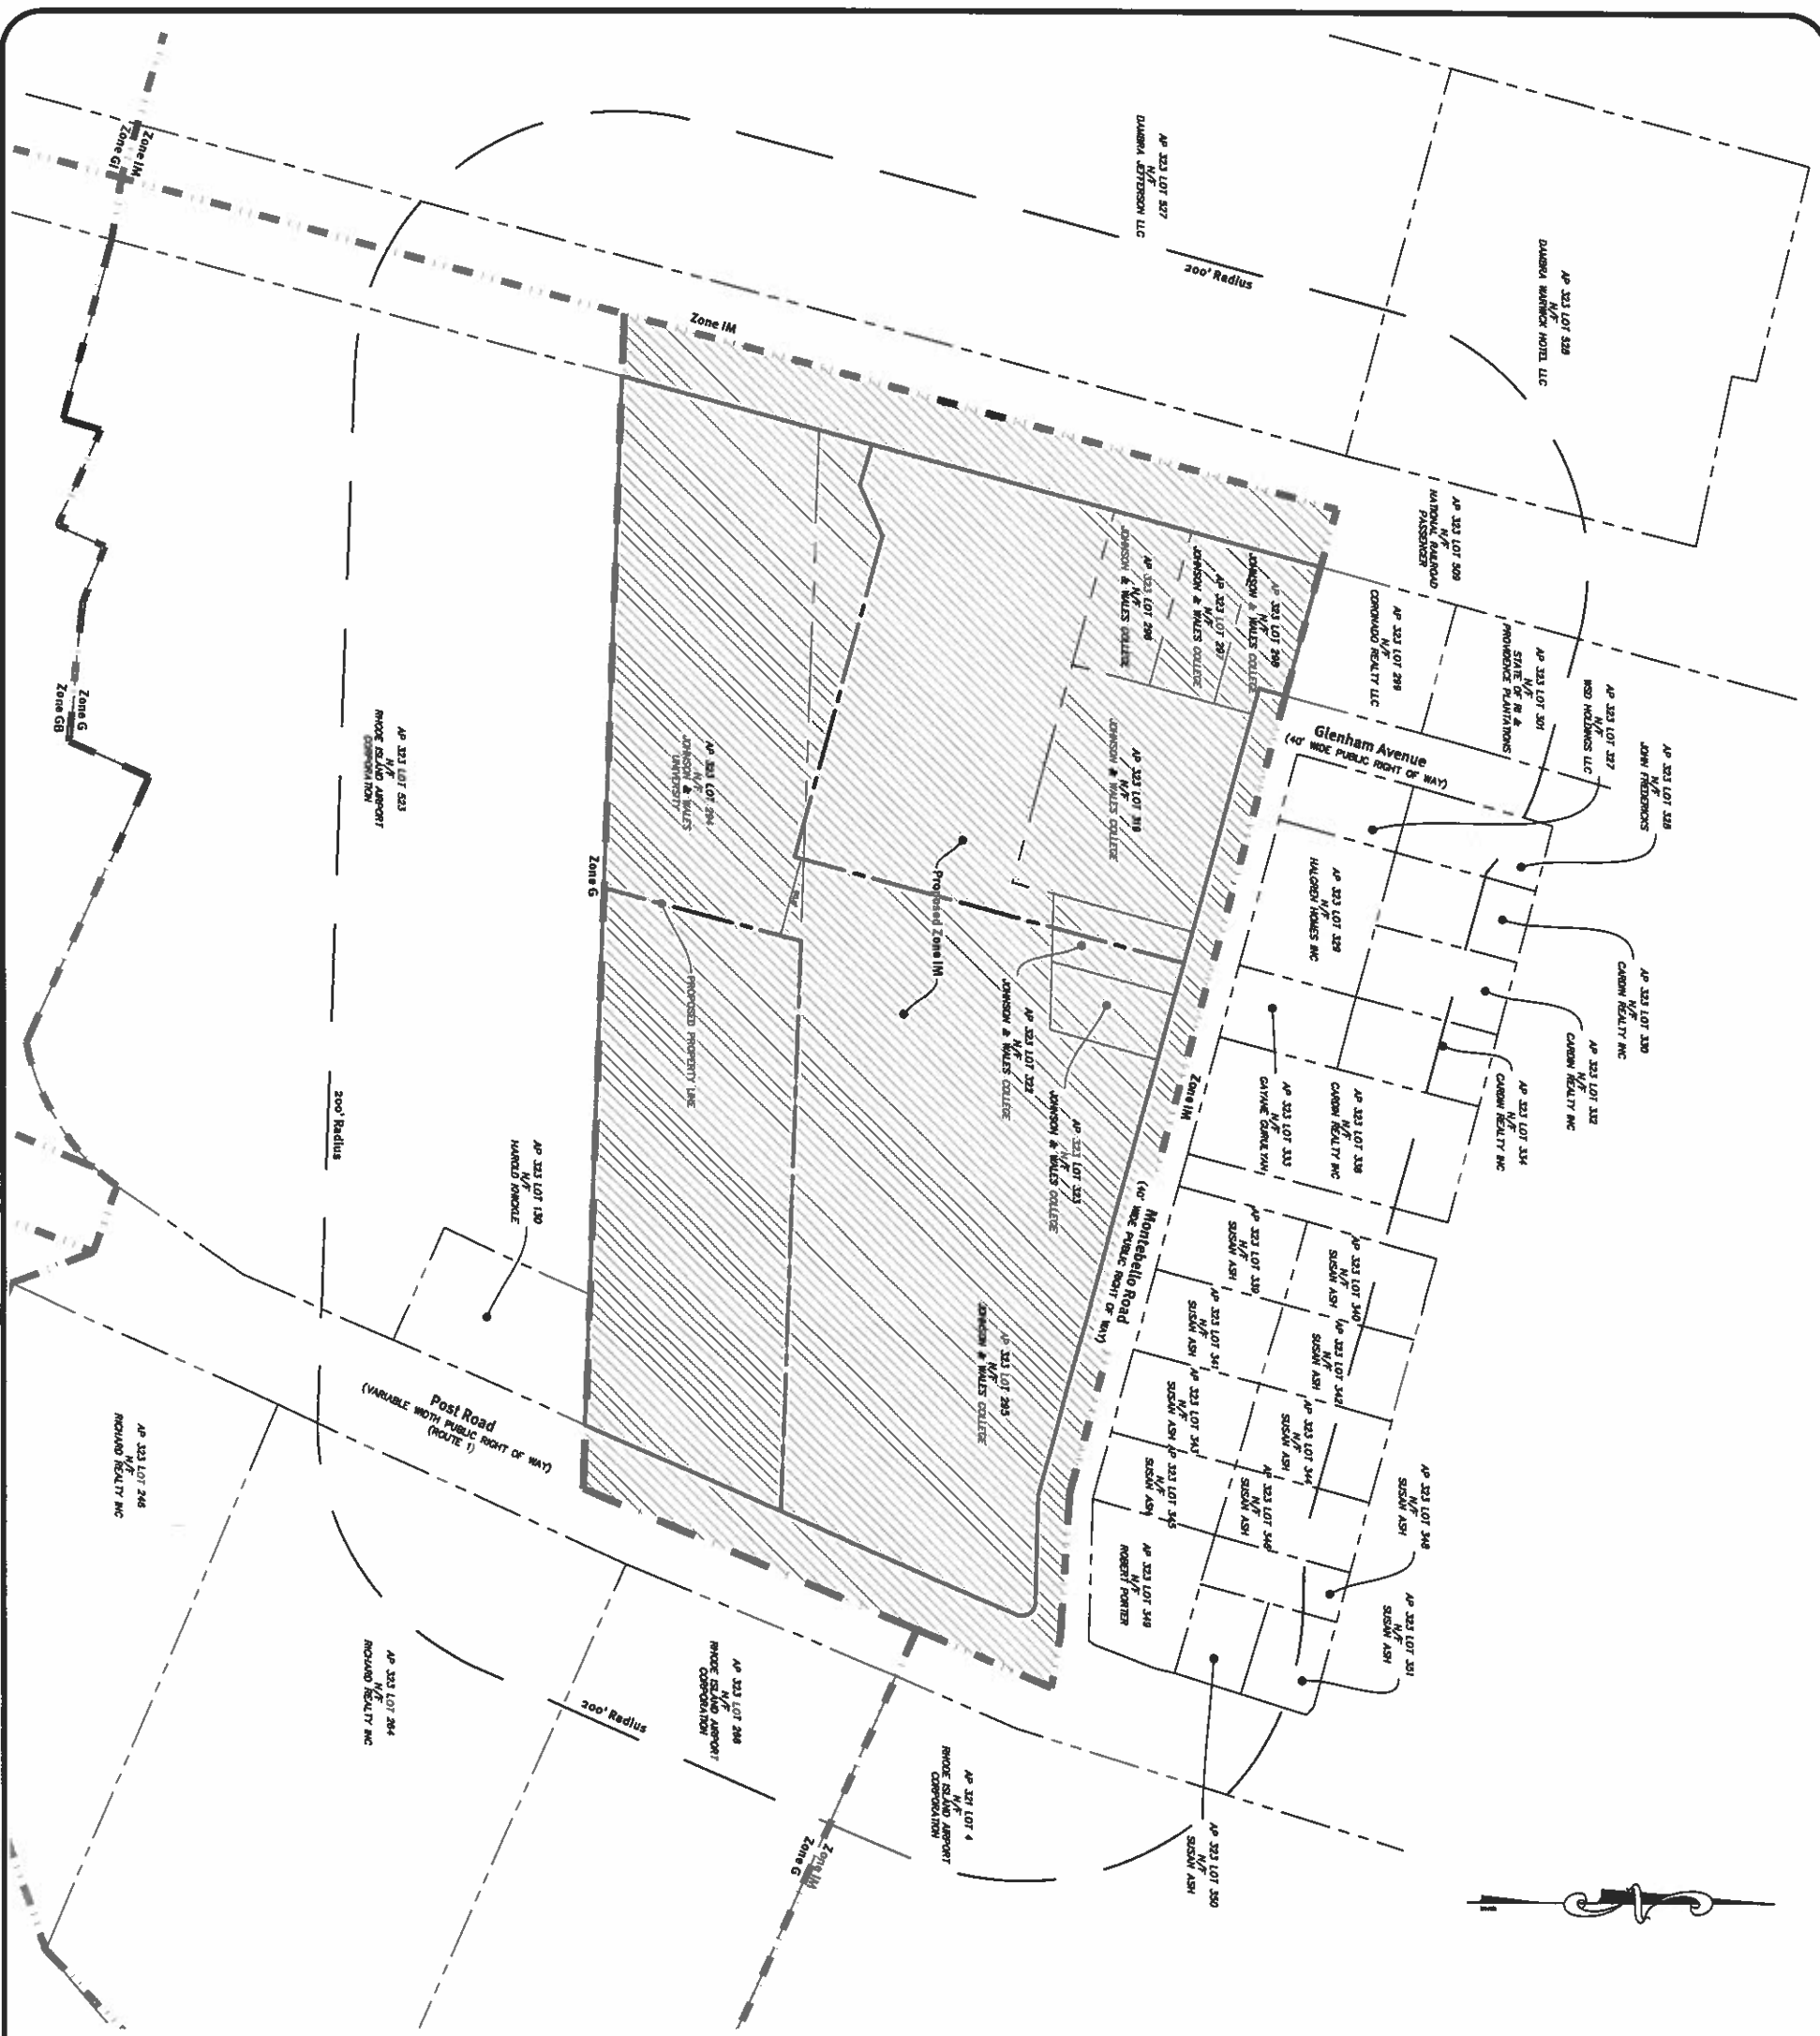 AP 323 LOT 527
N/F
DAMBRA JEFFERSON LLC
AP 323 LOT 528
N/F
DAMBRA WARWICK HOTEL LLC
200' Radius
Zone IM
Zone GI
Zone IM
AP 323 LOT 509
N/F
NATIONAL RAILROAD
PASSENGER
AP 323 LOT 299
N/F
CORONADO REALTY LLC
AP 323 LOT 301
N/F
STATE OF RI &
PROVIDENCE PLANTATIONS
AP 323 LOT 327
N/F
WSD HOLDINGS LLC
AP 323 LOT 328
N/F
JOHN FREDERICKS
Glenham Avenue
(40' WIDE PUBLIC RIGHT OF WAY)
AP 323 LOT 298
N/F
JOHNSON & WALES COLLEGE
AP 323 LOT 297
N/F
JOHNSON & WALES COLLEGE
AP 323 LOT 296
N/F
JOHNSON & WALES COLLEGE
AP 323 LOT 319
N/F
JOHNSON & WALES COLLEGE
AP 323 LOT 294
N/F
JOHNSON & WALES
UNIVERSITY
AP 323 LOT 523
N/F
RHODE ISLAND AIRPORT
CORPORATION
Zone G
Zone GB
Zone G
Proposed Zone IM
PROPOSED PROPERTY LINE
AP 323 LOT 329
N/F
HALGREN HOMES INC
AP 323 LOT 330
N/F
CARDIN REALTY INC
AP 323 LOT 332
N/F
CARDIN REALTY INC
AP 323 LOT 334
N/F
CARDIN REALTY INC
AP 323 LOT 338
N/F
CARDIN REALTY INC
AP 323 LOT 333
N/F
Zone IM
AP 323 LOT 322
N/F
JOHNSON & WALES COLLEGE
AP 323 LOT 323
N/F
JOHNSON & WALES COLLEGE
Montebello Road
(40' WIDE PUBLIC RIGHT OF WAY)
AP 323 LOT 339
N/F
SUSAN ASH
AP 323 LOT 340
N/F
SUSAN ASH
AP 323 LOT 341
N/F
SUSAN ASH
AP 323 LOT 342
N/F
SUSAN ASH
AP 323 LOT 343
N/F
SUSAN ASH
AP 323 LOT 344
N/F
SUSAN ASH
AP 323 LOT 345
N/F
SUSAN ASH
AP 323 LOT 346
N/F
SUSAN ASH
AP 323 LOT 348
N/F
SUSAN ASH
AP 323 LOT 351
N/F
SUSAN ASH
AP 323 LOT 349
N/F
ROBERT PORTER
AP 323 LOT 350
N/F
SUSAN ASH
AP 323 LOT 295
N/F
JOHNSON & WALES COLLEGE
200' Radius
AP 323 LOT 130
N/F
HAROLD KNICKLE
Post Road
(VARIABLE WIDTH PUBLIC RIGHT OF WAY)
(ROUTE 1)
AP 323 LOT 246
N/F
RICHARD REALTY INC
AP 323 LOT 264
N/F
RICHARD REALTY INC
200' Radius
AP 323 LOT 268
N/F
RHODE ISLAND AIRPORT
CORPORATION
AP 321 LOT 4
N/F
RHODE ISLAND AIRPORT
CORPORATION
Zone IM
Zone G